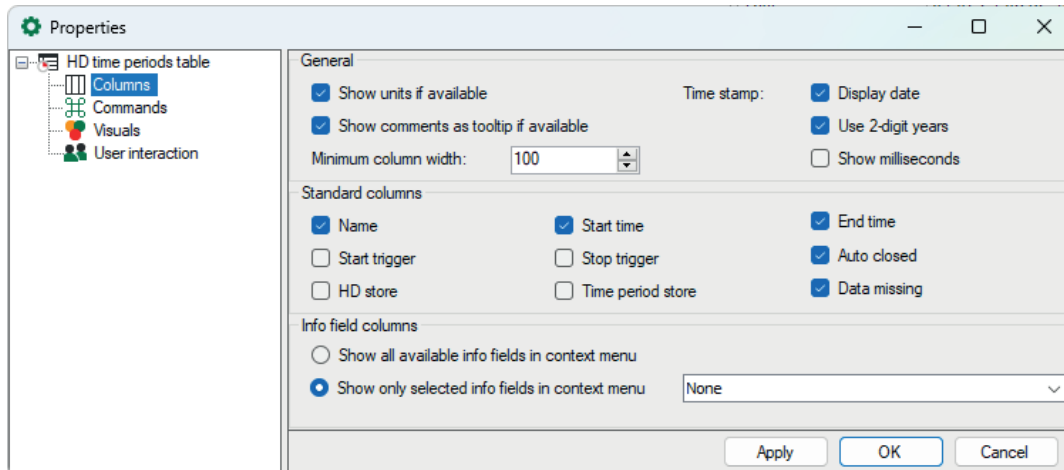 Properties
HD time periods table
Columns
Commands
Visuals
User interaction
General
Show units if available
Time stamp:
Display date
Show comments as tooltip if available
Use 2-digit years
Minimum column width:
100
Show milliseconds
Standard columns
Name
Start time
End time
Start trigger
Stop trigger
Auto closed
HD store
Time period store
Data missing
Info field columns
Show all available info fields in context menu
Show only selected info fields in context menu
None
Apply
OK
Cancel